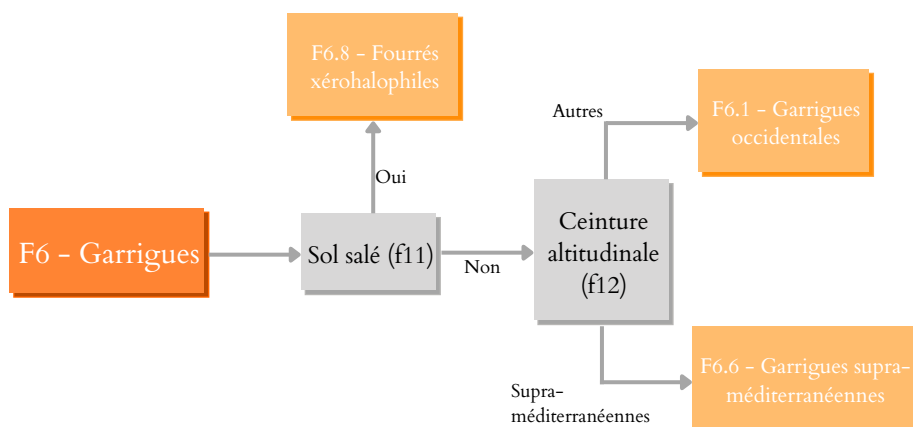 F6.8 - Fourrés
xérohalophiles
Autres
F6.1 - Garrigues
occidentales
Oui
F6 - Garrigues
Sol salé (f11)
Non
Ceinture
altitudinale
(f12)
Supra-
méditerranéennes
F6.6 - Garrigues supra-
méditerranéennes